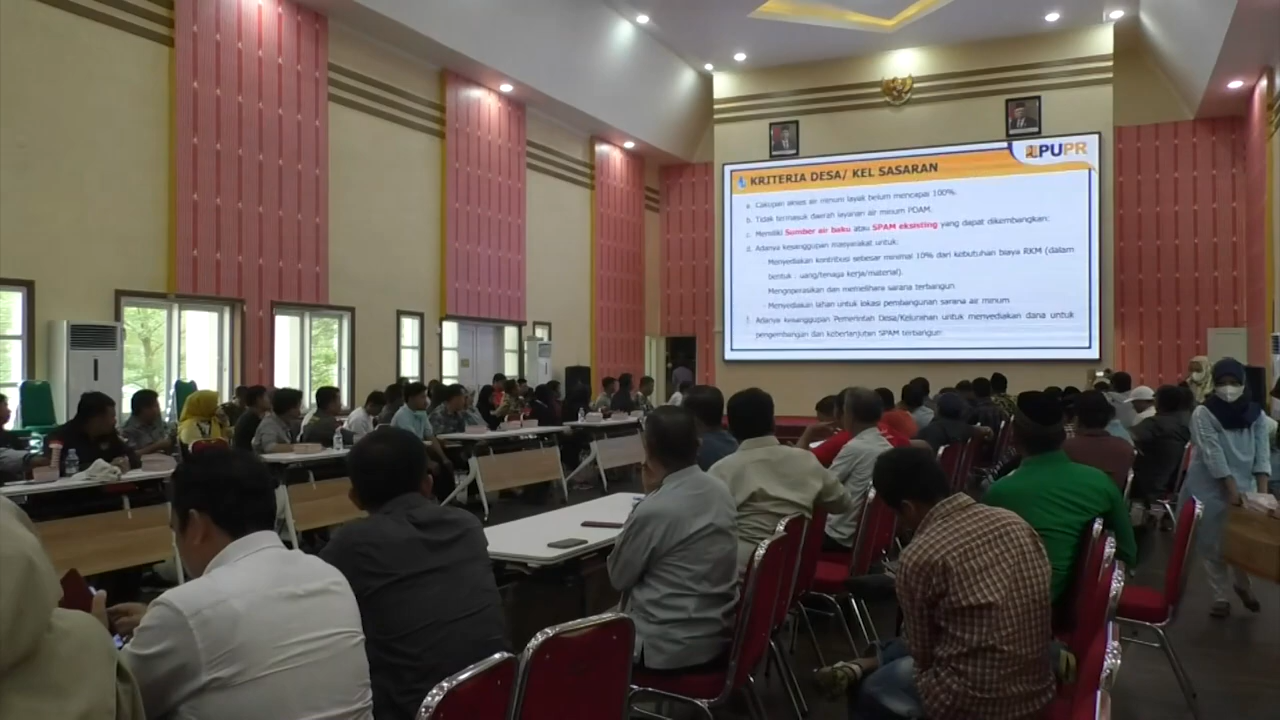 PUPR
KRITERIA DESA/ KEL SASARAN
a. Cakupan akses air minum layak belum mencapai 100%.
b. Tidak termasuk daerah layanan air minum PDAM.
c. Memiliki Sumber air baku atau SPAM eksisting yang dapat dikembangkan;
d. Adanya kesanggupan masyarakat untuk:
- Menyediakan kontribusi sebesar minimal 10% dari kebutuhan biaya RKM (dalam
bentuk : uang/tenaga kerja/material).
Mengoperasikan dan memelihara sarana terbangun
- Menyediakan lahan untuk lokasi pembangunan sarana air minum
f. Adanya kesanggupan Pemerintah Desa/Kelurahan untuk menyediakan dana untuk
pengembangan dan keberlanjutan SPAM terbangun